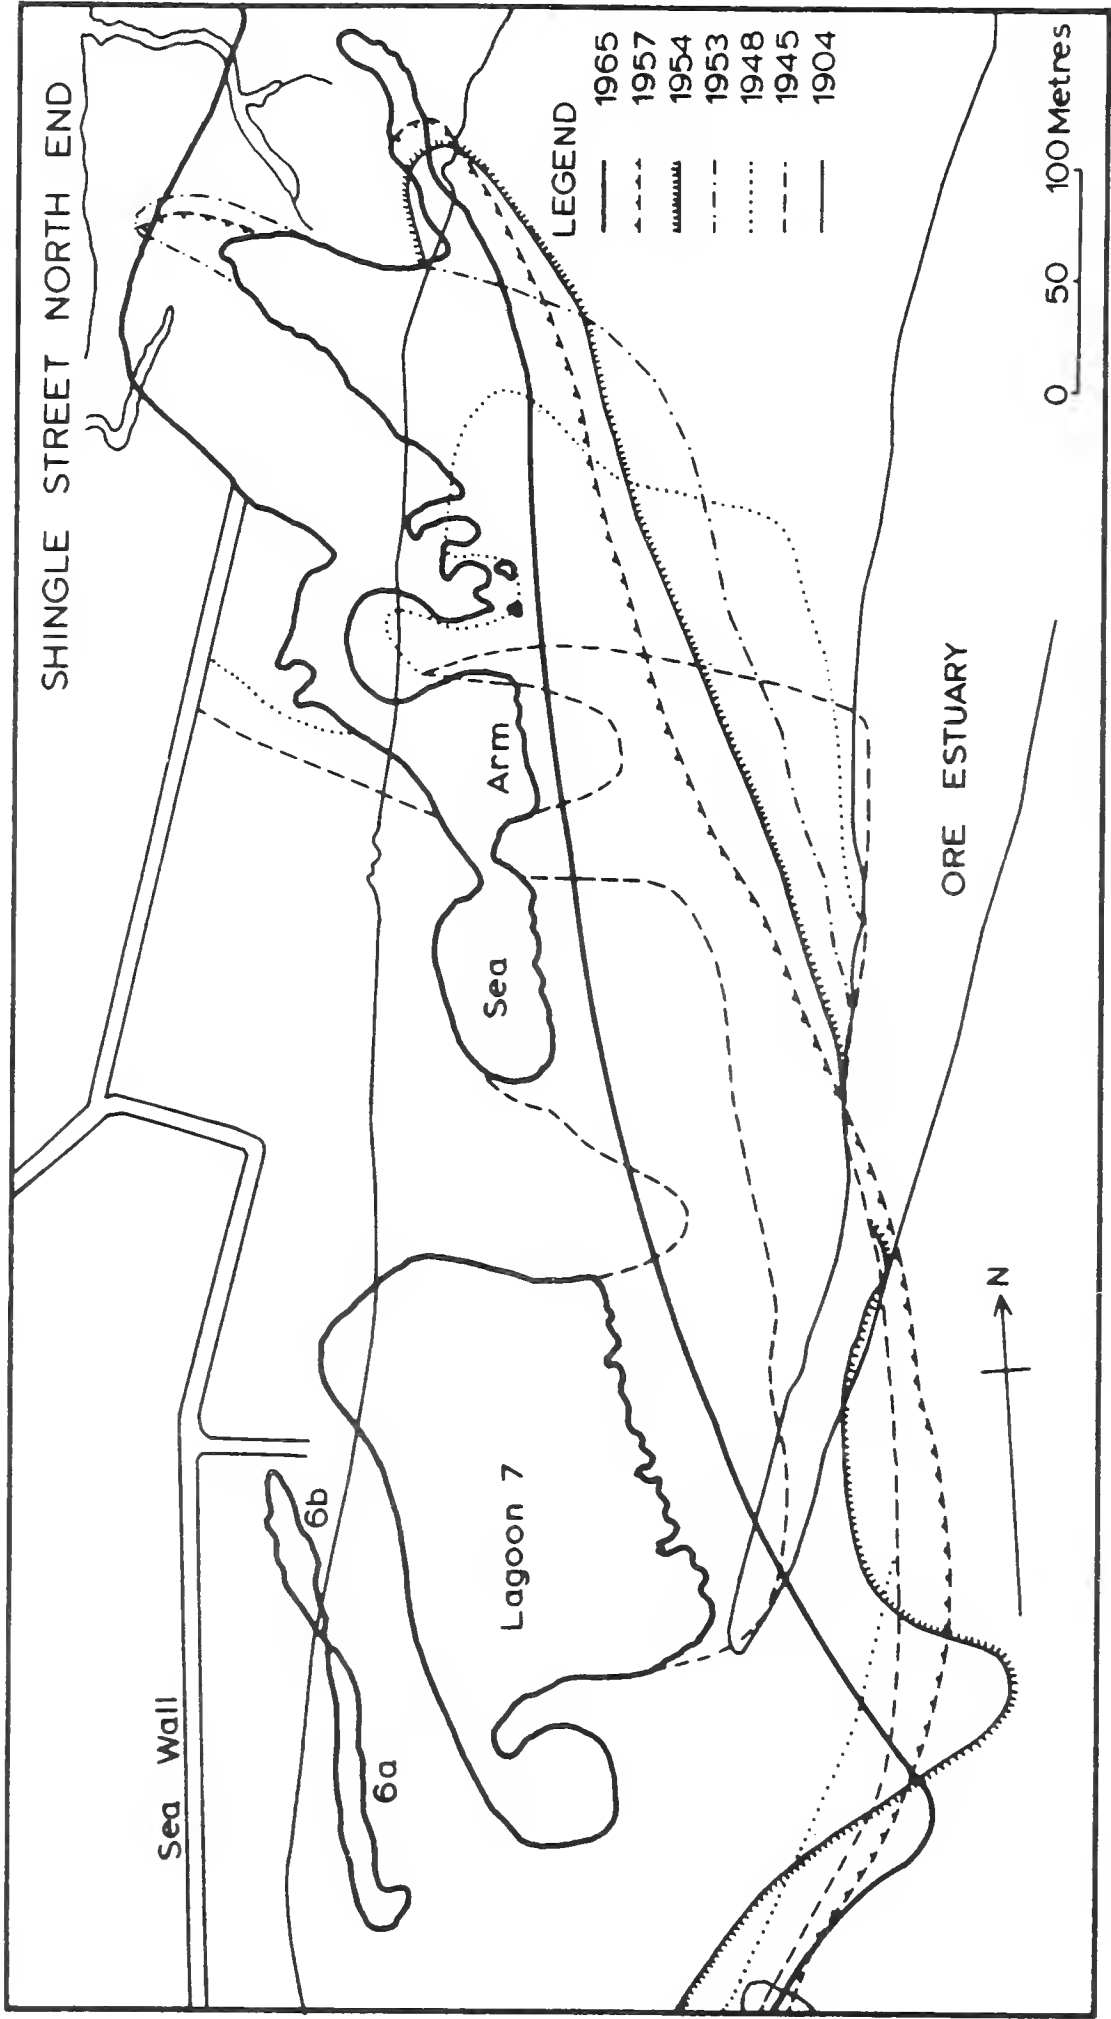 SHINGLE STREET NORTH END
Sea Wall
6a
6b
Lagoon 7
Sea
Arm
LEGEND
1965
1957
1954
1953
1948
1945
1904
ORE ESTUARY
N
0 50 100 Metres